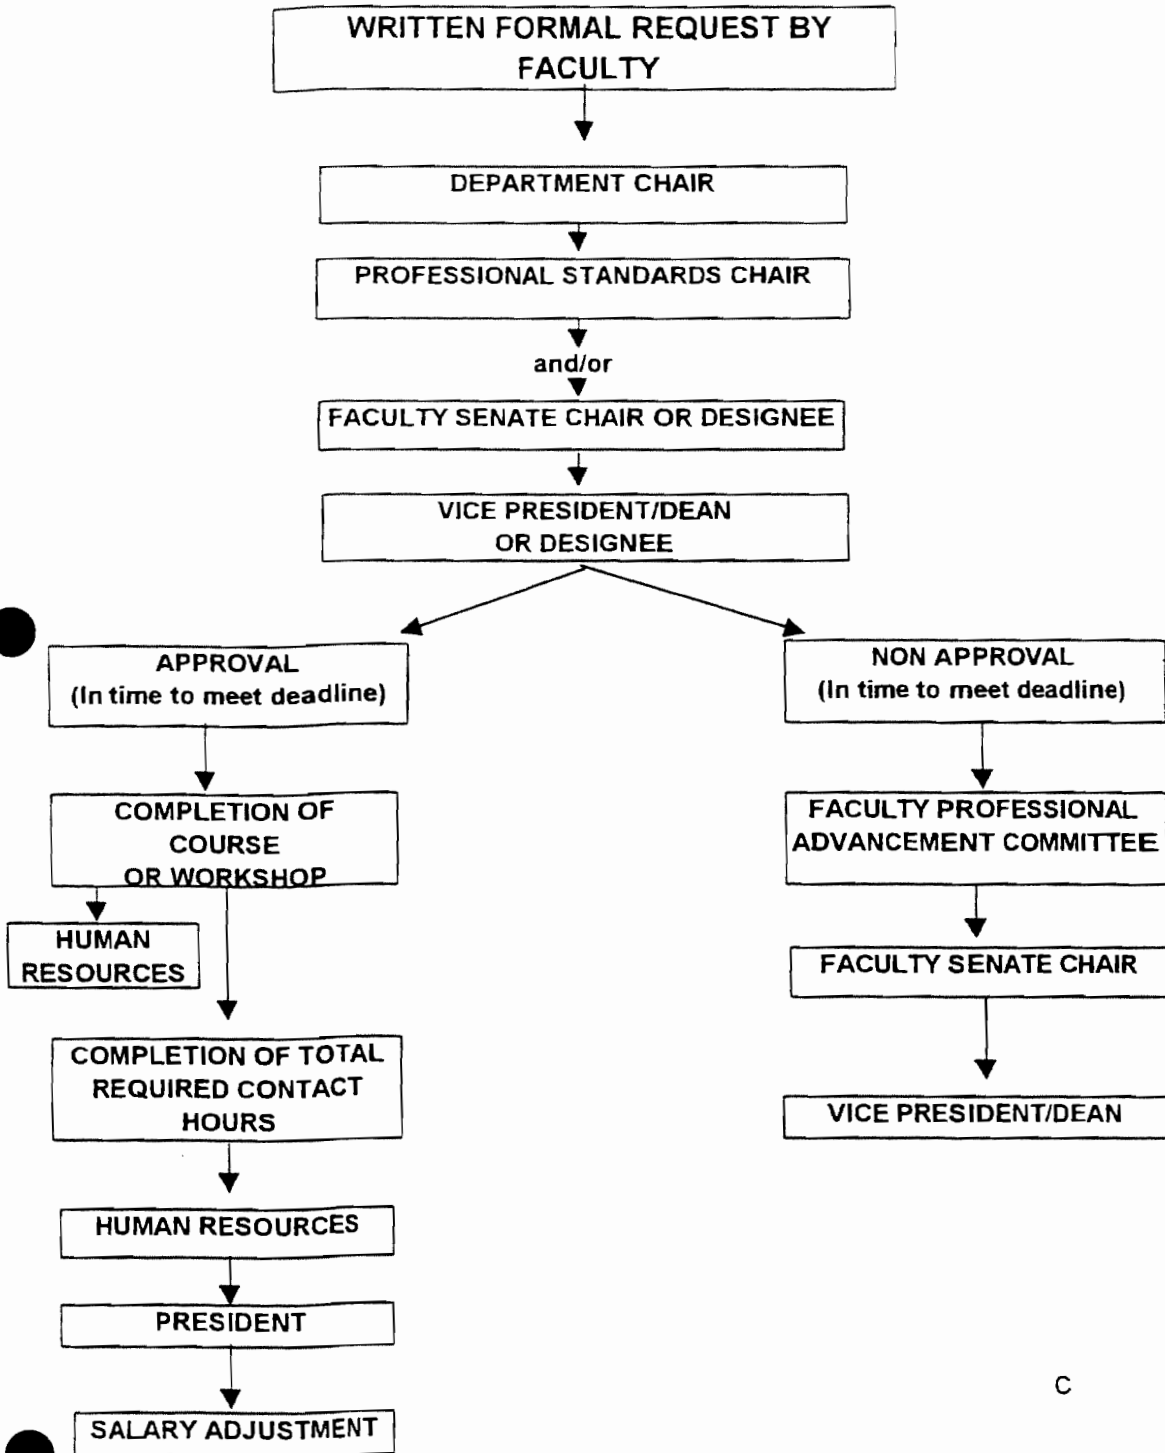 WRITTEN FORMAL REQUEST BY
FACULTY
DEPARTMENT CHAIR
PROFESSIONAL STANDARDS CHAIR
and/or
FACULTY SENATE CHAIR OR DESIGNEE
VICE PRESIDENT/DEAN
OR DESIGNEE
APPROVAL
(In time to meet deadline)
COMPLETION OF
COURSE
OR WORKSHOP
HUMAN
RESOURCES
COMPLETION OF TOTAL
REQUIRED CONTACT
HOURS
HUMAN RESOURCES
PRESIDENT
SALARY ADJUSTMENT
NON APPROVAL
(In time to meet deadline)
FACULTY PROFESSIONAL
ADVANCEMENT COMMITTEE
FACULTY SENATE CHAIR
VICE PRESIDENT/DEAN
C